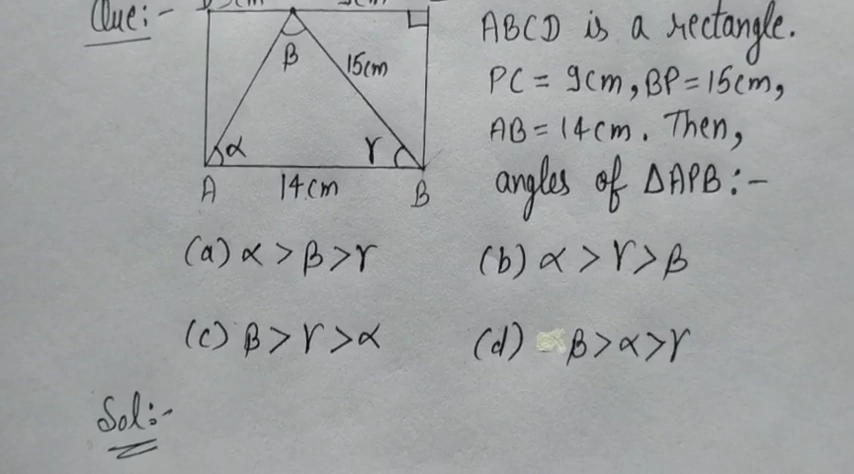 Que:-
β
15cm
α
γ
A
14cm
B
ABCD is a rectangle.
PC = 9cm, BP = 15cm,
AB = 14cm. Then,
angles of ΔAPB :-
(a) α > β > γ
(b) α > γ > β
(c) β > γ > α
(d) β > α > γ
Sol:-